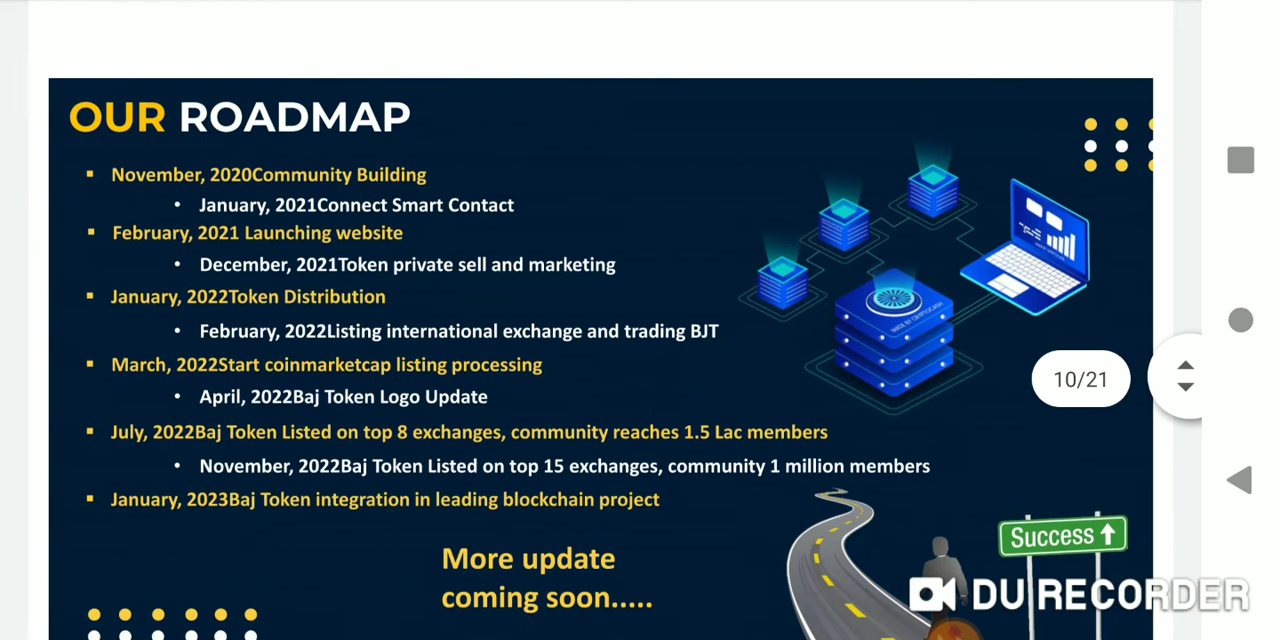 OUR ROADMAP
November, 2020Community Building
January, 2021Connect Smart Contact
February, 2021 Launching website
December, 2021Token private sell and marketing
January, 2022Token Distribution
February, 2022Listing international exchange and trading BJT
March, 2022Start coinmarketcap listing processing
April, 2022Baj Token Logo Update
July, 2022Baj Token Listed on top 8 exchanges, community reaches 1.5 Lac members
November, 2022Baj Token Listed on top 15 exchanges, community 1 million members
January, 2023Baj Token integration in leading blockchain project
More update
coming soon.....
MADE BY CRYPTOCASH
10/21
Success
DU RECORDER